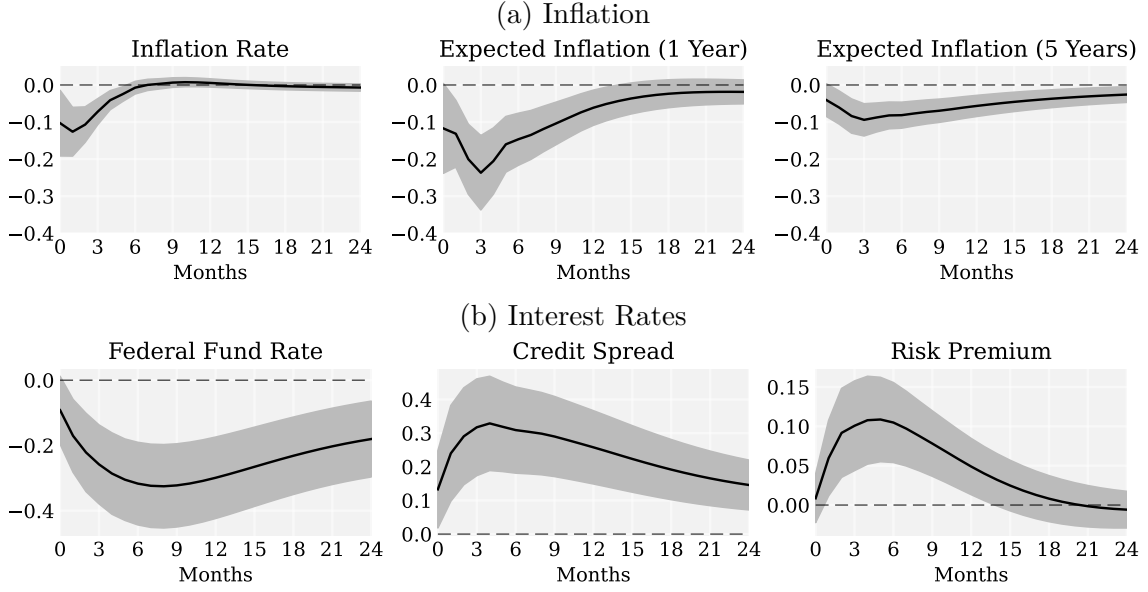 (a) Inflation
Inflation Rate
0.0
−0.1
−0.2
−0.3
−0.4
0 3 6 9 12 15 18 21 24
Months
Expected Inflation (1 Year)
0.0
−0.1
−0.2
−0.3
−0.4
0 3 6 9 12 15 18 21 24
Months
Expected Inflation (5 Years)
0.0
−0.1
−0.2
−0.3
−0.4
0 3 6 9 12 15 18 21 24
Months
(b) Interest Rates
Federal Fund Rate
0.0
−0.2
−0.4
0 3 6 9 12 15 18 21 24
Months
Credit Spread
0.4
0.3
0.2
0.1
0.0
0 3 6 9 12 15 18 21 24
Months
Risk Premium
0.15
0.10
0.05
0.00
0 3 6 9 12 15 18 21 24
Months